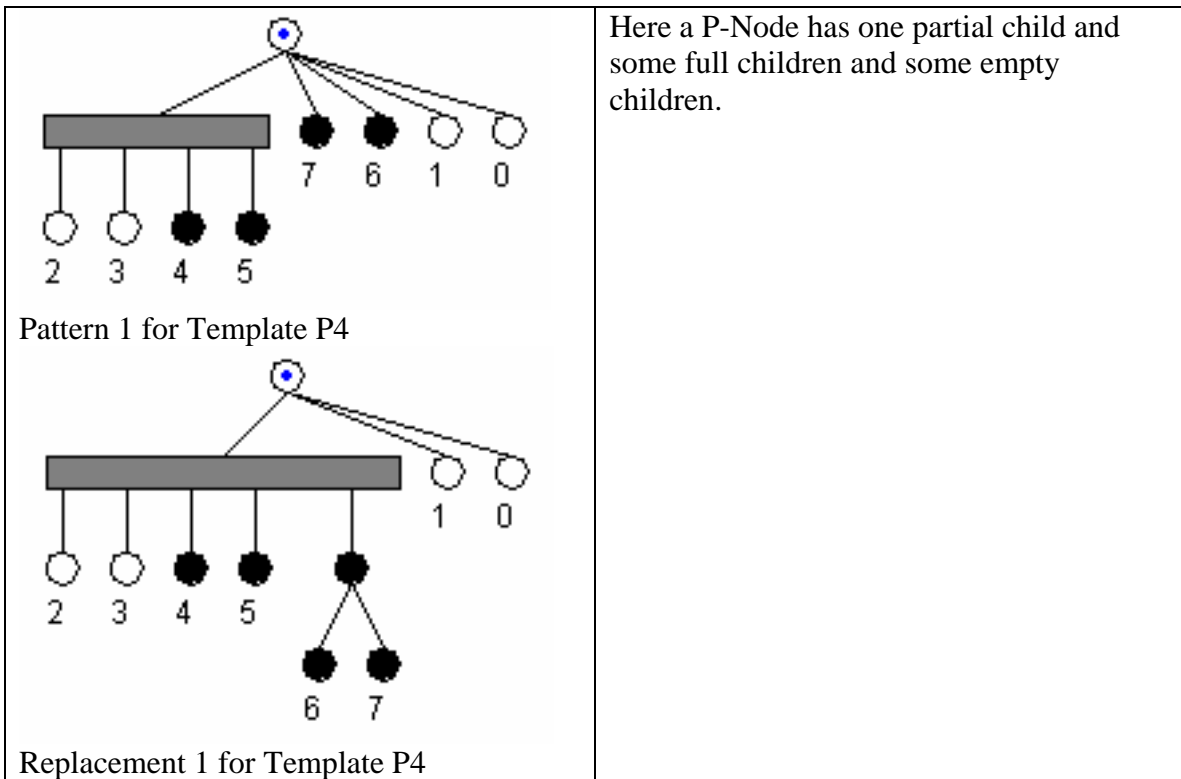 7 6 1 0
2 3 4 5
Pattern 1 for Template P4
1 0
2 3 4 5
6 7
Replacement 1 for Template P4
Here a P-Node has one partial child and
some full children and some empty
children.